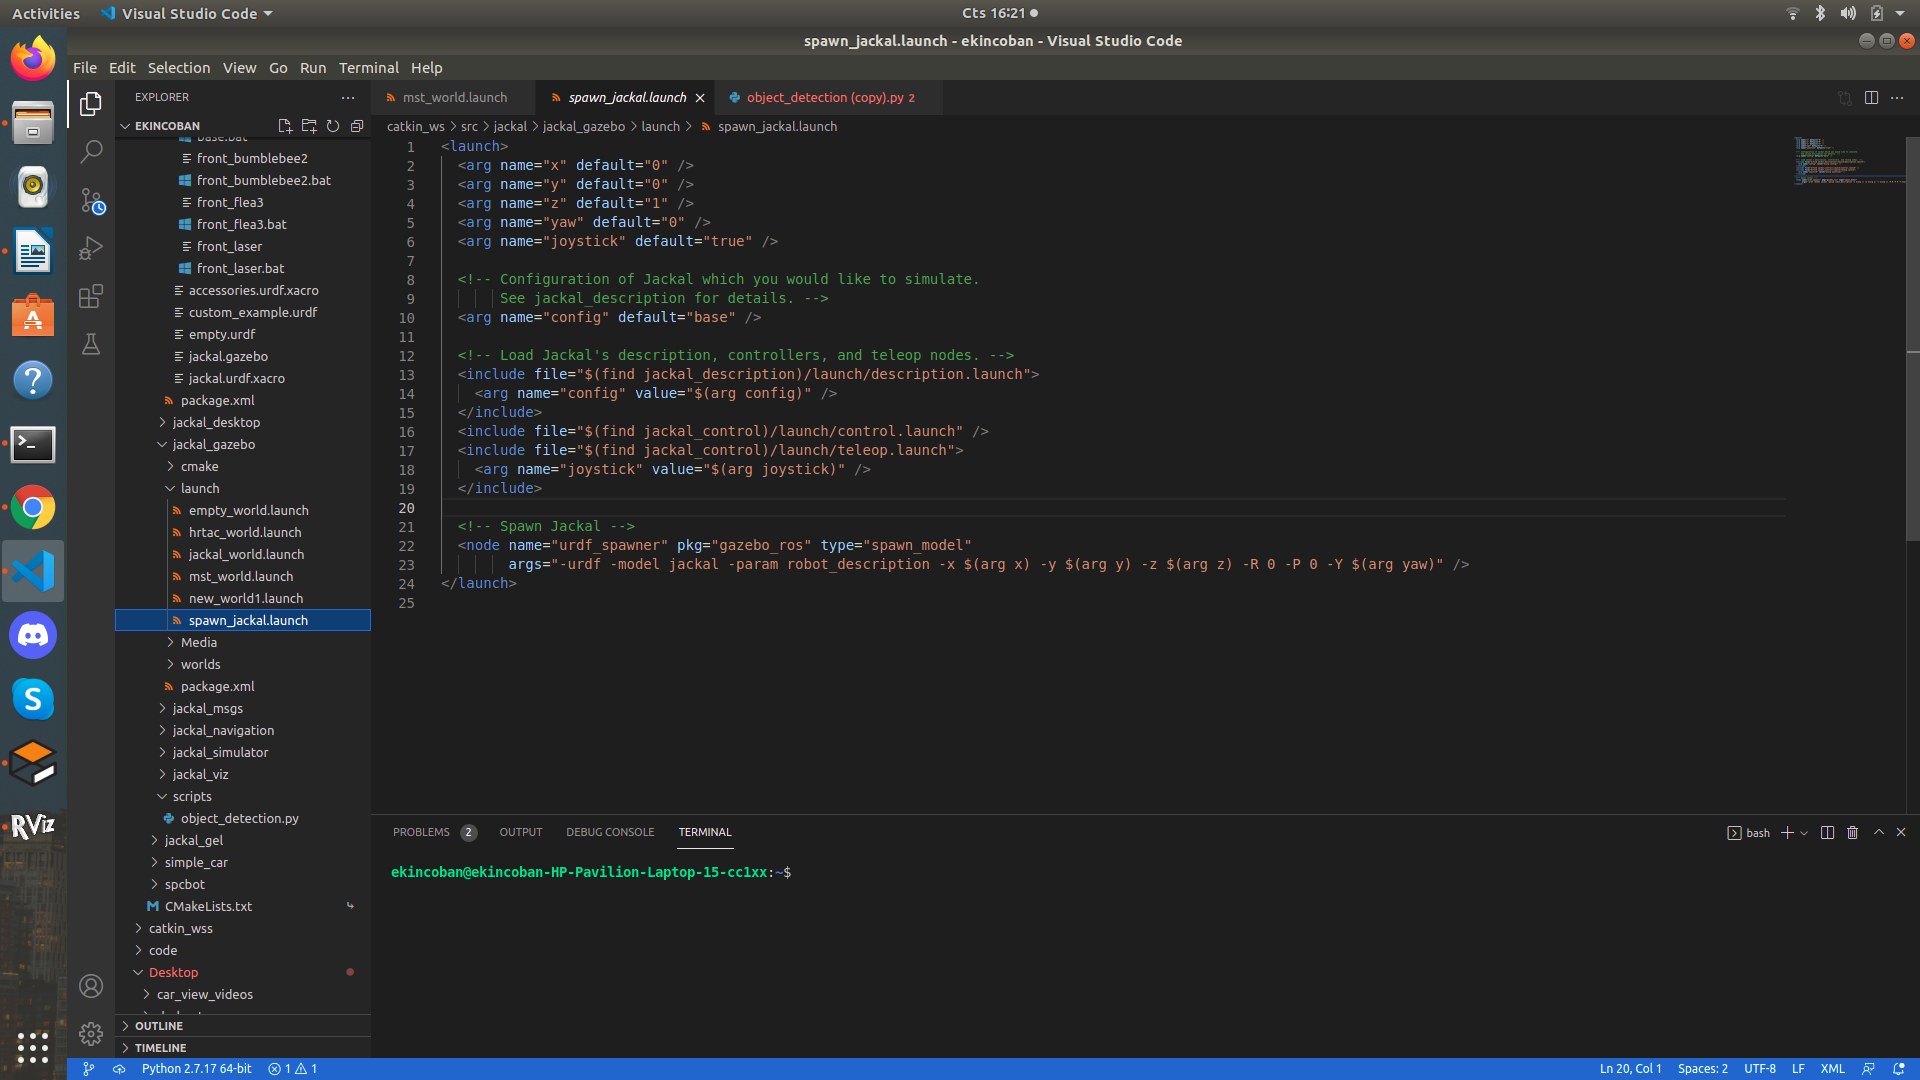 Activities
Visual Studio Code
Cts 16:21
spawn_jackal.launch - ekincoban - Visual Studio Code
File Edit Selection View Go Run Terminal Help
EXPLORER
EKINCOBAN
base.bat
front_bumblebee2
front_bumblebee2.bat
front_flea3
front_flea3.bat
front_laser
front_laser.bat
accessories.urdf.xacro
custom_example.urdf
empty.urdf
jackal.gazebo
jackal.urdf.xacro
package.xml
jackal_desktop
jackal_gazebo
cmake
launch
empty_world.launch
hrtac_world.launch
jackal_world.launch
mst_world.launch
new_world1.launch
spawn_jackal.launch
Media
worlds
package.xml
jackal_msgs
jackal_navigation
jackal_simulator
jackal_viz
scripts
object_detection.py
jackal_gel
simple_car
spcbot
CMakeLists.txt
catkin_wss
code
Desktop
car_view_videos
OUTLINE
TIMELINE
mst_world.launch
spawn_jackal.launch
object_detection (copy).py 2
catkin_ws > src > jackal > jackal_gazebo > launch > spawn_jackal.launch
1 <launch>
2 <arg name="x" default="0" />
3 <arg name="y" default="0" />
4 <arg name="z" default="1" />
5 <arg name="yaw" default="0" />
6 <arg name="joystick" default="true" />
7
8 <!-- Configuration of Jackal which you would like to simulate.
9 See jackal_description for details. -->
10 <arg name="config" default="base" />
11
12 <!-- Load Jackal's description, controllers, and teleop nodes. -->
13 <include file="$(find jackal_description)/launch/description.launch">
14 <arg name="config" value="$(arg config)" />
15 </include>
16 <include file="$(find jackal_control)/launch/control.launch" />
17 <include file="$(find jackal_control)/launch/teleop.launch">
18 <arg name="joystick" value="$(arg joystick)" />
19 </include>
20
21 <!-- Spawn Jackal -->
22 <node name="urdf_spawner" pkg="gazebo_ros" type="spawn_model"
23 args="-urdf -model jackal -param robot_description -x $(arg x) -y $(arg y) -z $(arg z) -R 0 -P 0 -Y $(arg yaw)" />
24 </launch>
25
PROBLEMS 2 OUTPUT DEBUG CONSOLE TERMINAL
bash
ekincoban@ekincoban-HP-Pavilion-Laptop-15-cc1xx:~$
RViz
Python 2.7.17 64-bit
1
1
Ln 20, Col 1
Spaces: 2
UTF-8
LF
XML